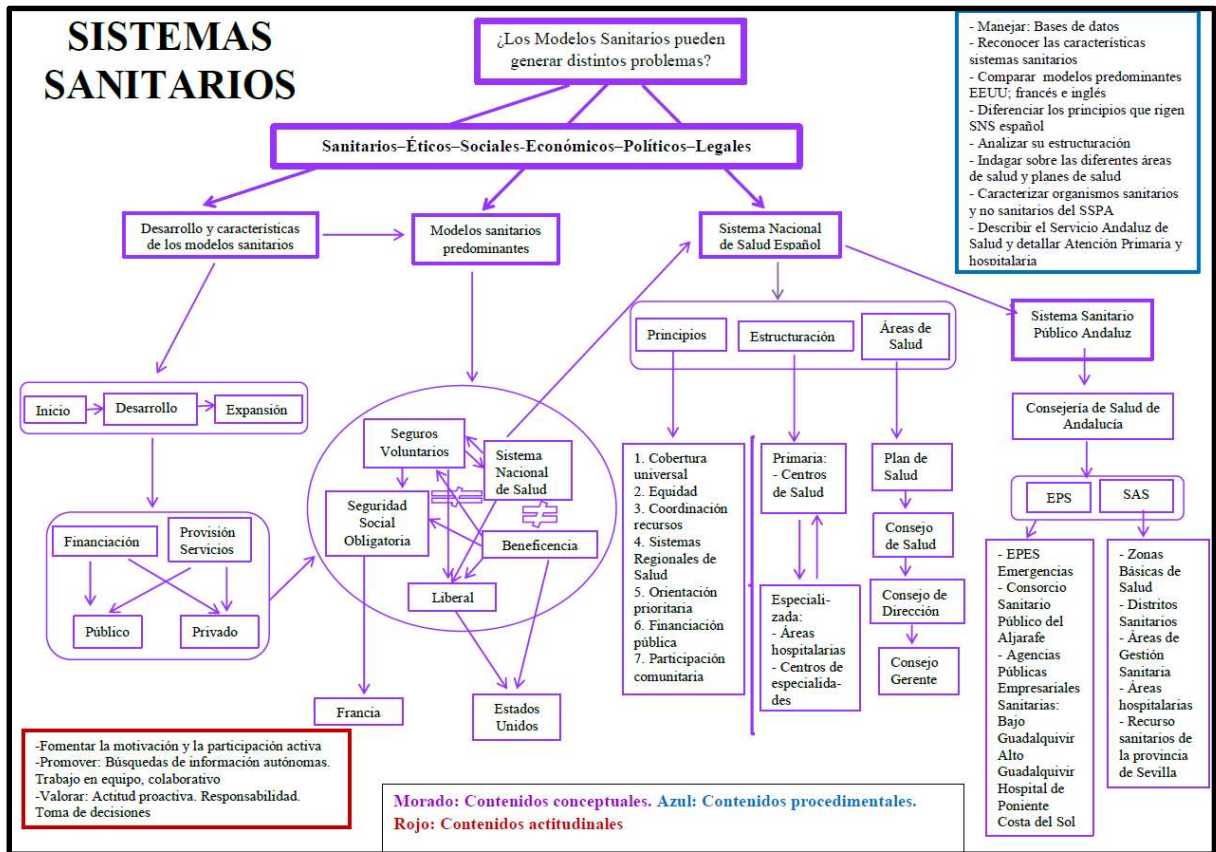 SISTEMAS
SANITARIOS
¿Los Modelos Sanitarios pueden
generar distintos problemas?
- Manejar: Bases de datos
- Reconocer las características
sistemas sanitarios
- Comparar modelos predominantes
EEUU; francés e inglés
- Diferenciar los principios que rigen
SNS español
- Analizar su estructuración
- Indagar sobre las diferentes áreas
de salud y planes de salud
- Caracterizar organismos sanitarios
y no sanitarios del SSPA
- Describir el Servicio Andaluz de
Salud y detallar Atención Primaria y
hospitalaria
Sanitarios–Éticos–Sociales-Económicos–Políticos–Legales
Desarrollo y características
de los modelos sanitarios
Modelos sanitarios
predominantes
Sistema Nacional
de Salud Español
Sistema Sanitario
Público Andaluz
Principios
Estructuración
Áreas de
Salud
Inicio
Desarrollo
Expansión
Consejería de Salud de
Andalucía
Seguros
Voluntarios
Sistema
Nacional
de Salud
Seguridad
Social
Obligatoria
Beneficencia
Liberal
Financiación
Provisión
Servicios
Público
Privado
1. Cobertura
universal
2. Equidad
3. Coordinación
recursos
4. Sistemas
Regionales de
Salud
5. Orientación
prioritaria
6. Financiación
pública
7. Participación
comunitaria
Primaria:
- Centros
de Salud
Especiali-
zada:
- Áreas
hospitalarias
- Centros de
especialida-
des
Plan de
Salud
Consejo
de Salud
Consejo de
Dirección
Consejo
Gerente
EPS
SAS
- EPES
Emergencias
- Consorcio
Sanitario
Público del
Aljarafe
- Agencias
Públicas
Empresariales
Sanitarias:
Bajo
Guadalquivir
Alto
Guadalquivir
Hospital de
Poniente
Costa del Sol
- Zonas
Básicas de
Salud
- Distritos
Sanitarios
- Áreas de
Gestión
Sanitaria
- Áreas
hospitalarias
- Recurso
sanitarios de
la provincia
de Sevilla
Francia
Estados
Unidos
-Fomentar la motivación y la participación activa
-Promover: Búsquedas de información autónomas.
Trabajo en equipo, colaborativo
-Valorar: Actitud proactiva. Responsabilidad.
Toma de decisiones
Morado: Contenidos conceptuales. Azul: Contenidos procedimentales.
Rojo: Contenidos actitudinales